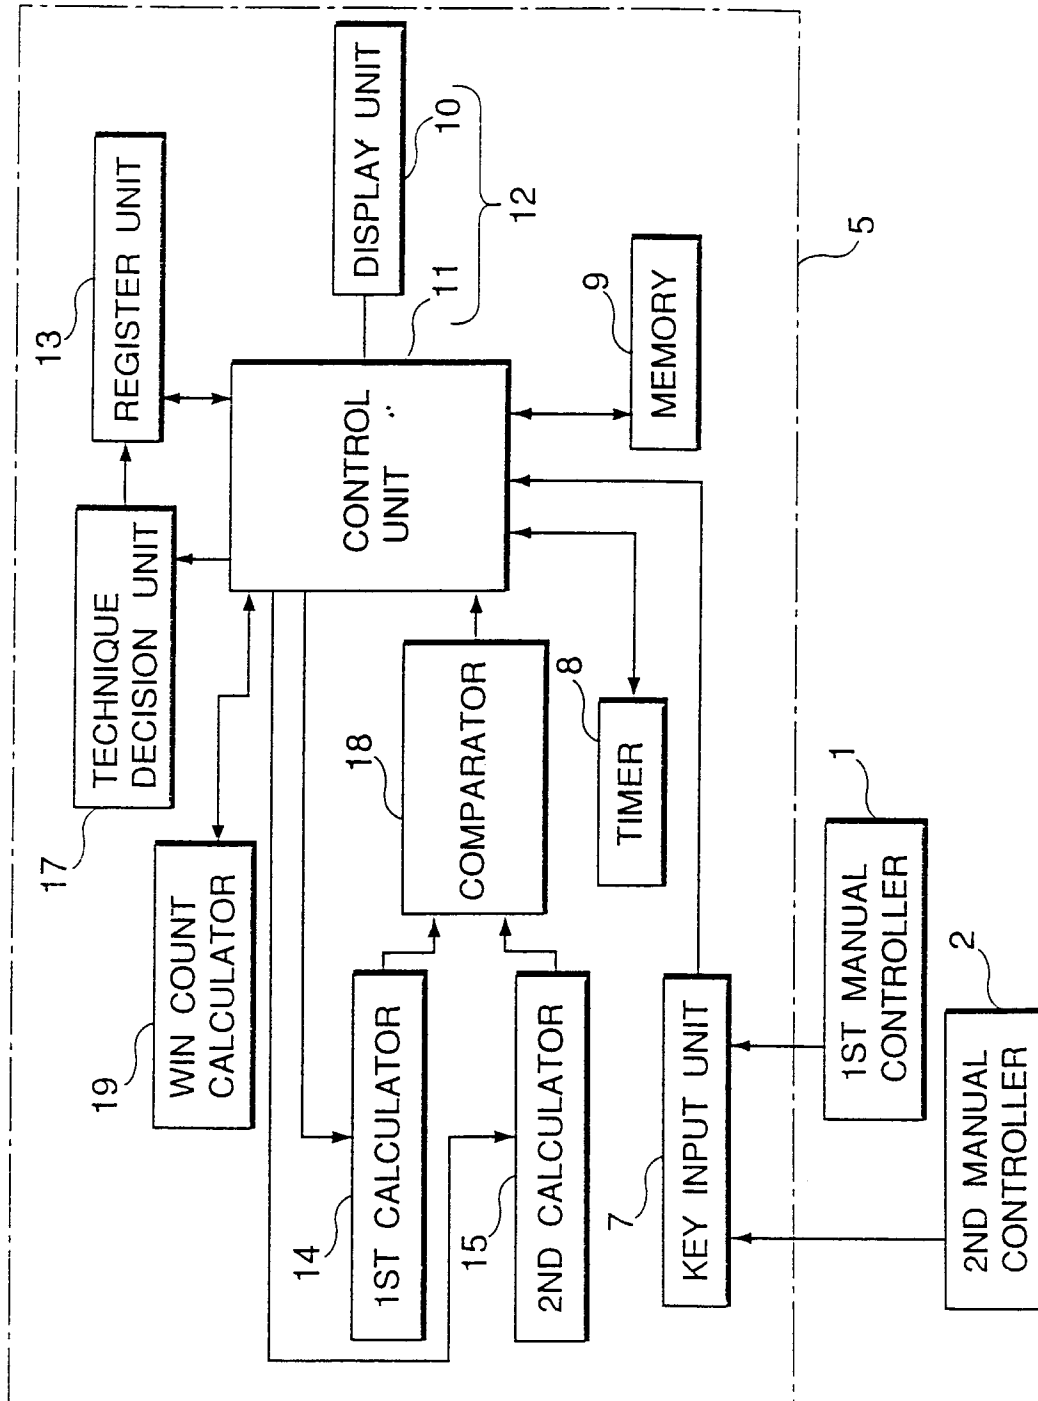 19
WIN COUNT
CALCULATOR
17
TECHNIQUE
DECISION UNIT
13
REGISTER UNIT
14
1ST CALCULATOR
15
2ND CALCULATOR
18
COMPARATOR
CONTROL
UNIT
11
DISPLAY UNIT
10
12
7
KEY INPUT UNIT
8
TIMER
9
MEMORY
5
1
1ST MANUAL
CONTROLLER
2
2ND MANUAL
CONTROLLER